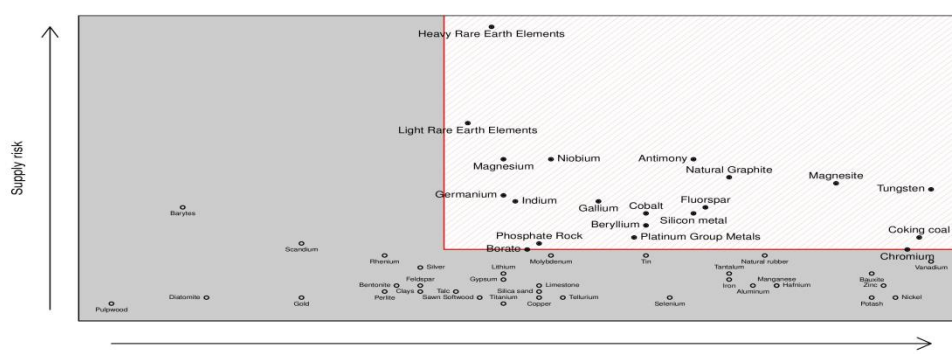 Supply risk
Heavy Rare Earth Elements
Light Rare Earth Elements
Magnesium
Niobium
Antimony
Natural Graphite
Magnesite
Tungsten
Germanium
Indium
Gallium
Cobalt
Fluorspar
Barytes
Beryllium
Silicon metal
Phosphate Rock
Platinum Group Metals
Coking coal
Scandium
Borate
Chromium
Rhenium
Silver
Lithium
Molybdenum
Tin
Natural rubber
Vanadium
Feldspar
Gypsum
Tantalum
Manganese
Bauxite
Bentonite
Clays
Talc
Silica sand
Limestone
Iron
Aluminum
Hafnium
Zinc
Pulpwood
Diatomite
Gold
Perlite
Sawn Softwood
Titanium
Copper
Tellurium
Selenium
Potash
Nickel